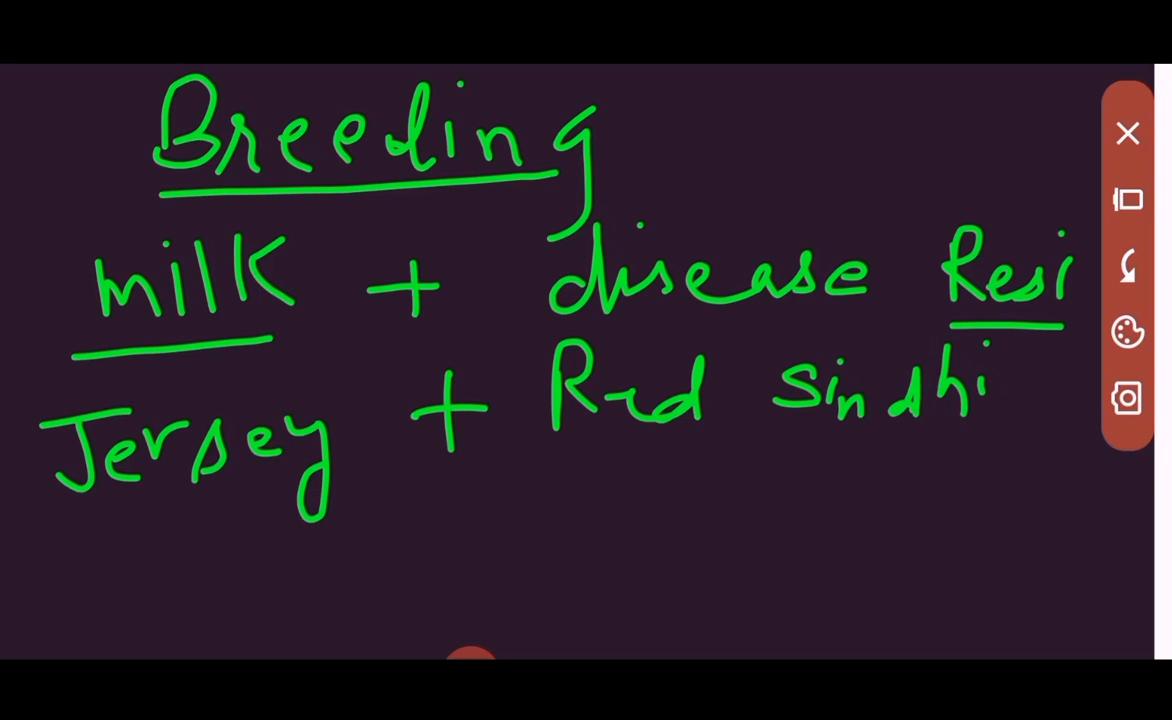 Breeding
milk + disease Resi
Jersey + Red sindhi